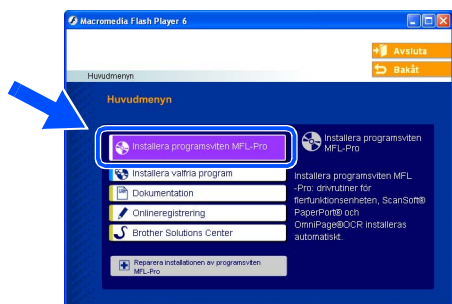 Macromedia Flash Player 6
Avsluta
Bakåt
Huvudmenyn
Huvudmenyn
Installera programsviten MFL-Pro
Installera valfria program
Dokumentation
Onlineregistrering
Brother Solutions Center
Reparera installationen av programsviten
MFL-Pro
Installera programsviten
MFL-Pro
Installera programsviten MFL
-Pro: drivrutiner för
flerfunktionsenheten, ScanSoft®
PaperPort® och
OmniPage®OCR installeras
automatiskt.